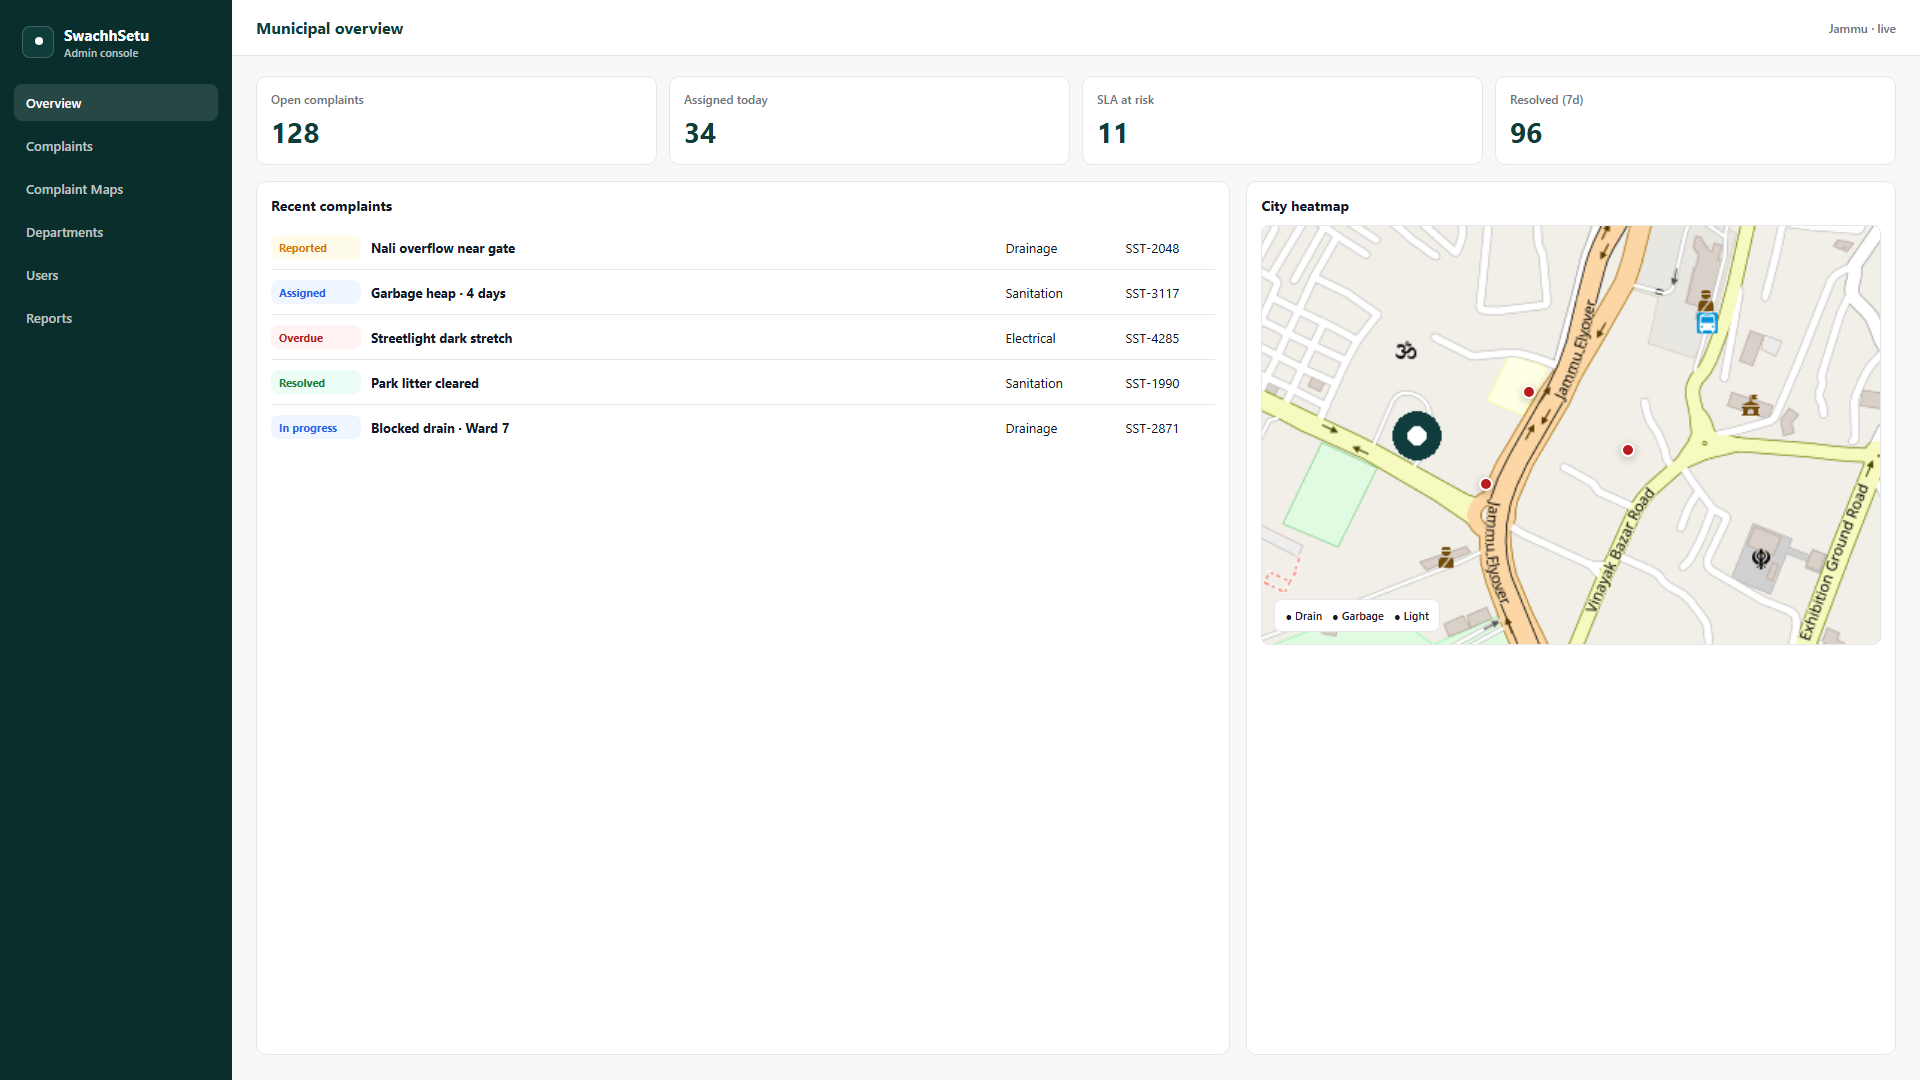 SwachhSetu
Admin console
Overview
Complaints
Complaint Maps
Departments
Users
Reports
Municipal overview
Jammu · live
Open complaints
128
Assigned today
34
SLA at risk
11
Resolved (7d)
96
Recent complaints
Reported Nali overflow near gate Drainage SST-2048
Assigned Garbage heap · 4 days Sanitation SST-3117
Overdue Streetlight dark stretch Electrical SST-4285
Resolved Park litter cleared Sanitation SST-1990
In progress Blocked drain · Ward 7 Drainage SST-2871
City heatmap
Jammu Flyover
ॐ
Jammu Flyover
Vinayak Bazar Road
Exhibition Ground Road
● Drain ● Garbage ● Light